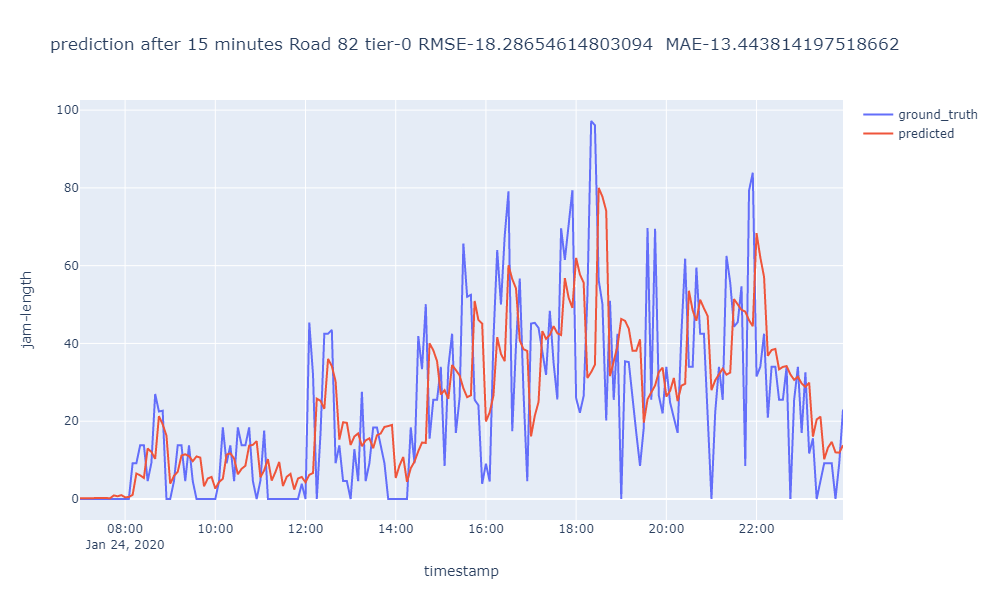 prediction after 15 minutes Road 82 tier-0 RMSE-18.28654614803094  MAE-13.443814197518662
ground_truth
predicted
jam-length
100
80
60
40
20
0
08:00 10:00 12:00 14:00 16:00 18:00 20:00 22:00
Jan 24, 2020
timestamp